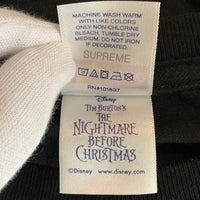 MACHINE WASH WARM
WITH LIKE COLORS
ONLY NON-CHLORINE
BLEACH. TUMBLE DRY
MEDIUM. DO NOT IRON
IF DECORATED.
SUPREME
RN#101837
Disney
TIM BURTON'S
THE
NIGHTMARE
BEFORE
CHRISTMAS
©Disney www.disney.com